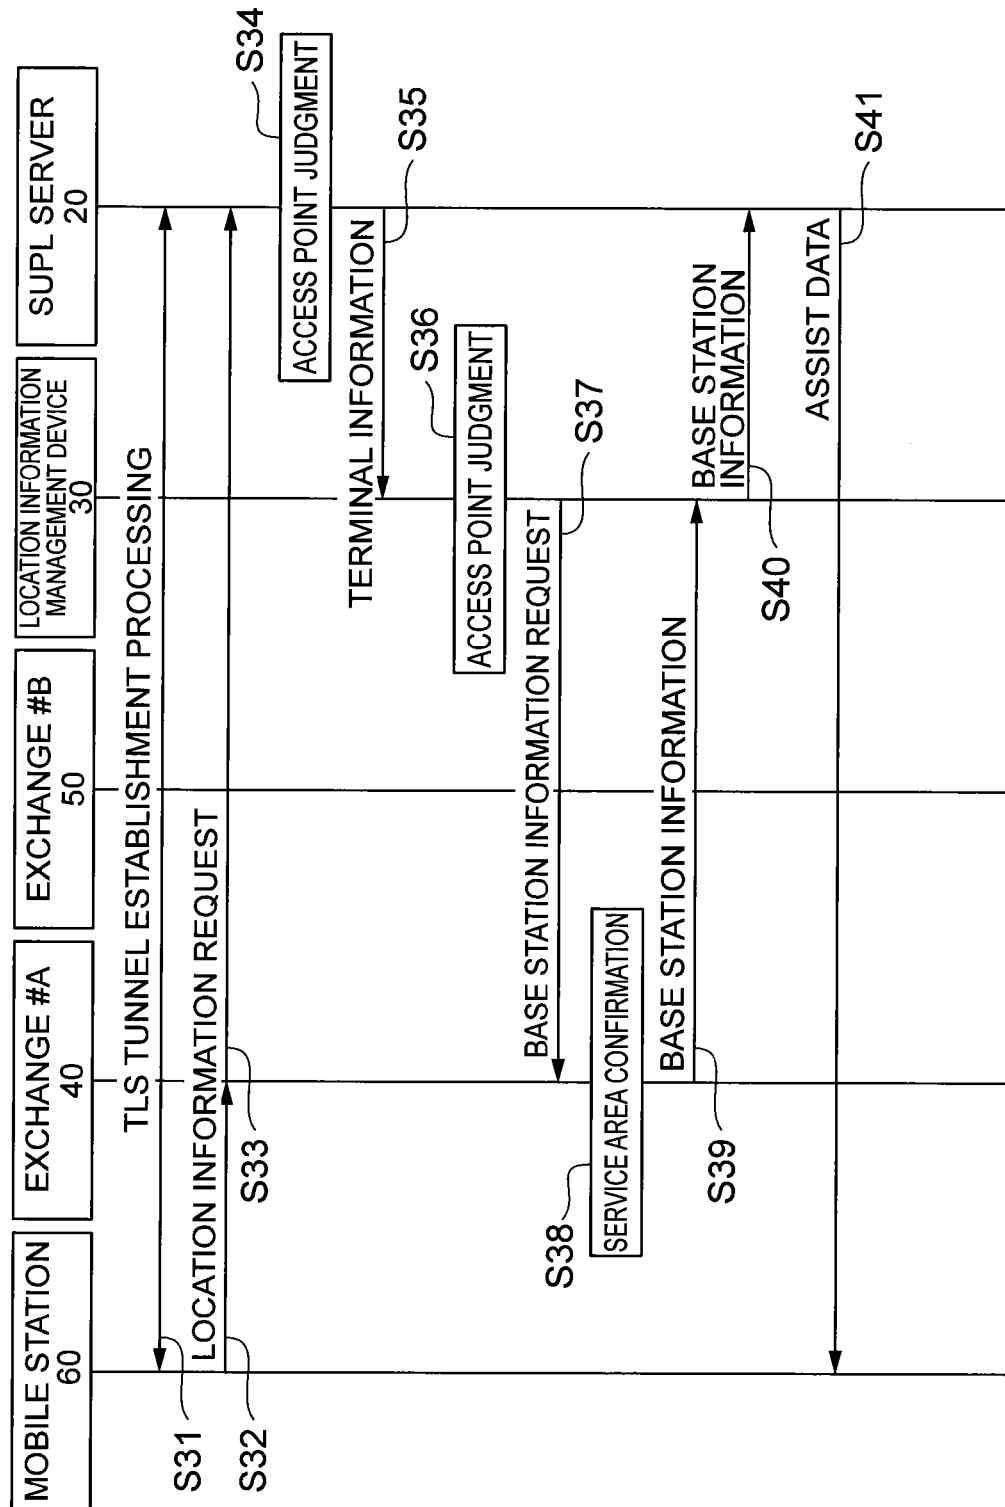 MOBILE STATION
60
EXCHANGE #A
40
EXCHANGE #B
50
LOCATION INFORMATION
MANAGEMENT DEVICE
30
SUPL SERVER
20
TLS TUNNEL ESTABLISHMENT PROCESSING
S31
LOCATION INFORMATION REQUEST
S32
S33
S34
ACCESS POINT JUDGMENT
TERMINAL INFORMATION
S35
S36
ACCESS POINT JUDGMENT
BASE STATION INFORMATION REQUEST
S37
S38
SERVICE AREA CONFIRMATION
BASE STATION INFORMATION
S39
BASE STATION
INFORMATION
S40
ASSIST DATA
S41